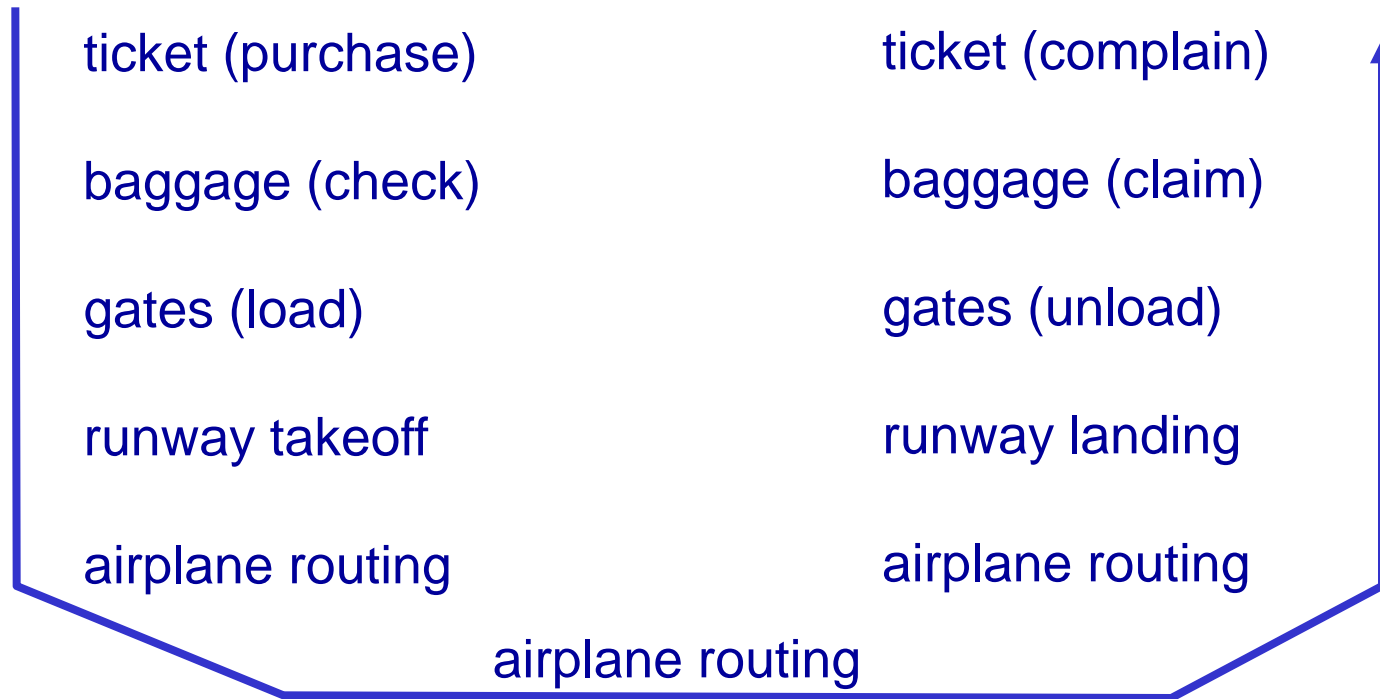 ticket (purchase)
baggage (check)
gates (load)
runway takeoff
airplane routing
airplane routing
ticket (complain)
baggage (claim)
gates (unload)
runway landing
airplane routing